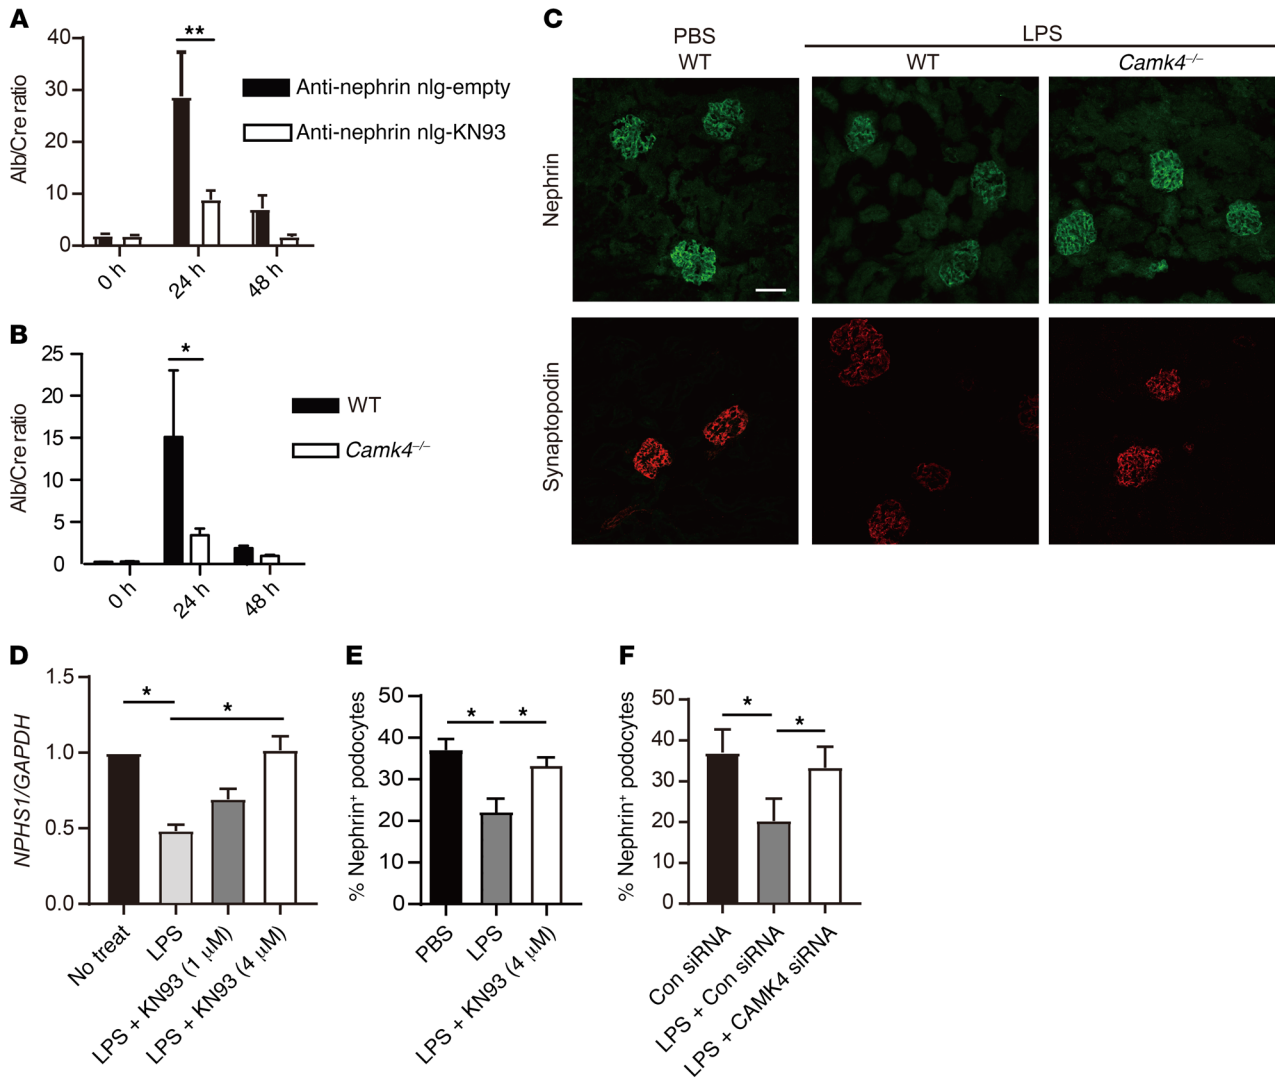 A
Alb/Cre ratio
40
30
20
10
0
**
0 h
24 h
48 h
Anti-nephrin nlg-empty
Anti-nephrin nlg-KN93
B
Alb/Cre ratio
25
20
15
10
5
0
*
0 h
24 h
48 h
WT
Camk4–/–
C
PBS
WT
LPS
WT
Camk4–/–
Nephrin
Synaptopodin
D
NPHS1/GAPDH
1.5
1.0
0.5
0.0
*
*
No treat
LPS
LPS + KN93 (1 μM)
LPS + KN93 (4 μM)
E
% Nephrin+ podocytes
50
40
30
20
10
0
*
*
PBS
LPS
LPS + KN93 (4 μM)
F
% Nephrin+ podocytes
50
40
30
20
10
0
*
*
Con siRNA
LPS + Con siRNA
LPS + CAMK4 siRNA